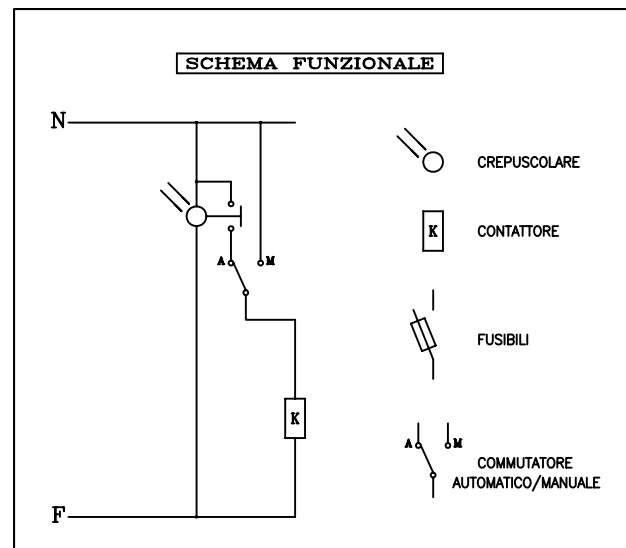 SCHEMA FUNZIONALE
N
A
M
K
F
CREPUSCOLARE
K
CONTATTORE
FUSIBILI
A
M
COMMUTATORE
AUTOMATICO/MANUALE